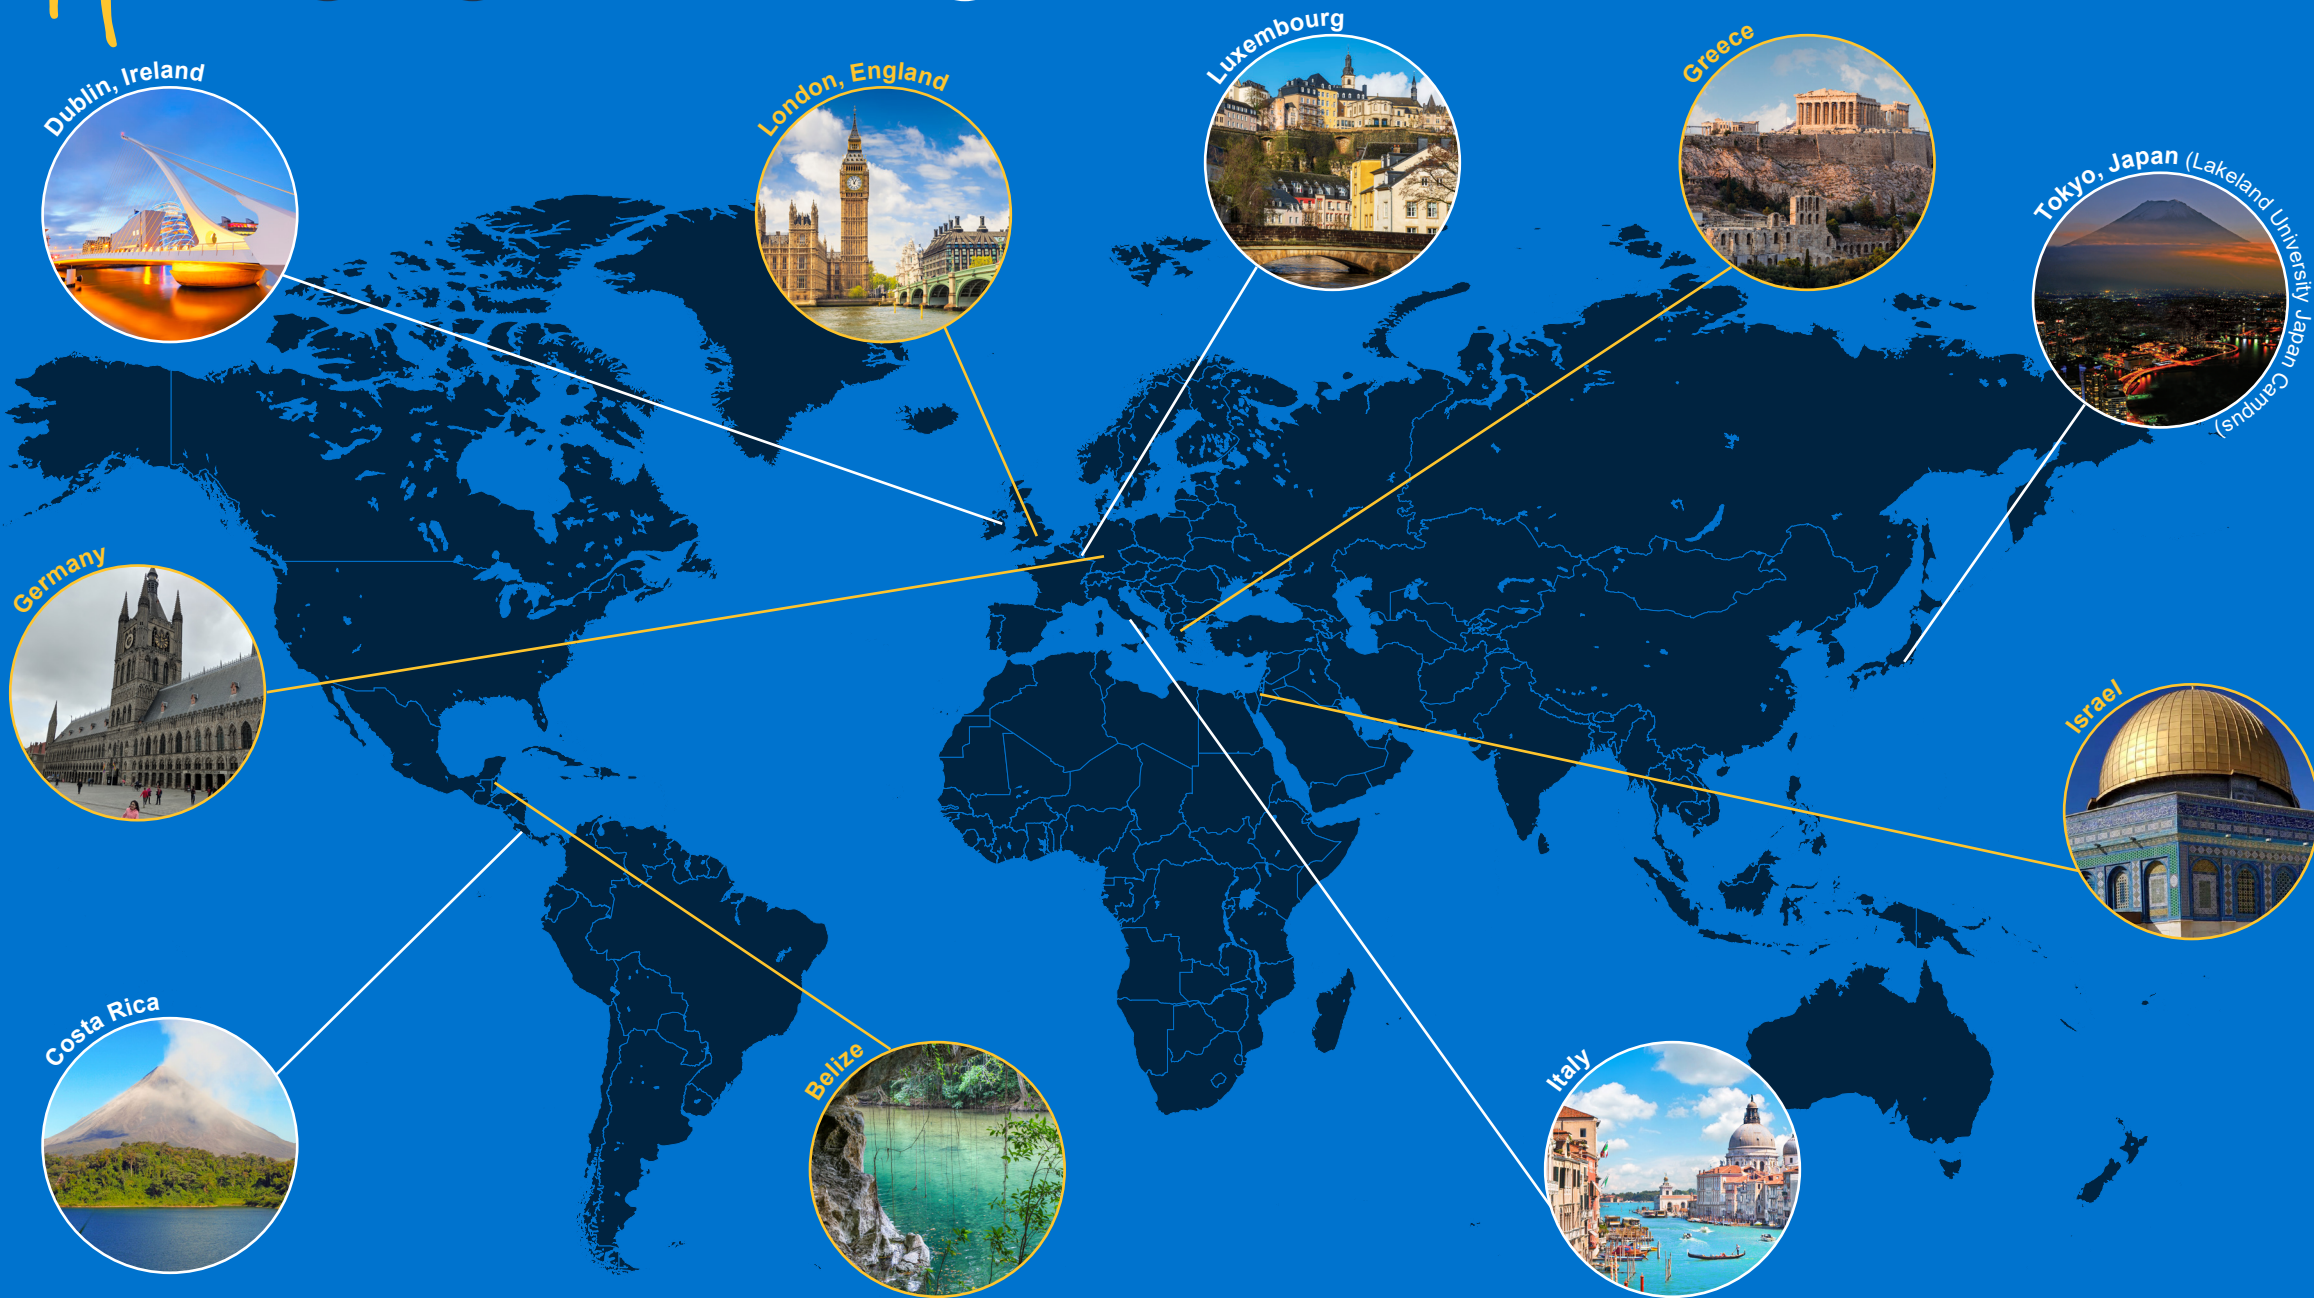 Dublin, Ireland
London, England
Luxembourg
Greece
Tokyo, Japan (Lakeland University Japan Campus)
Germany
Israel
Costa Rica
Belize
Italy